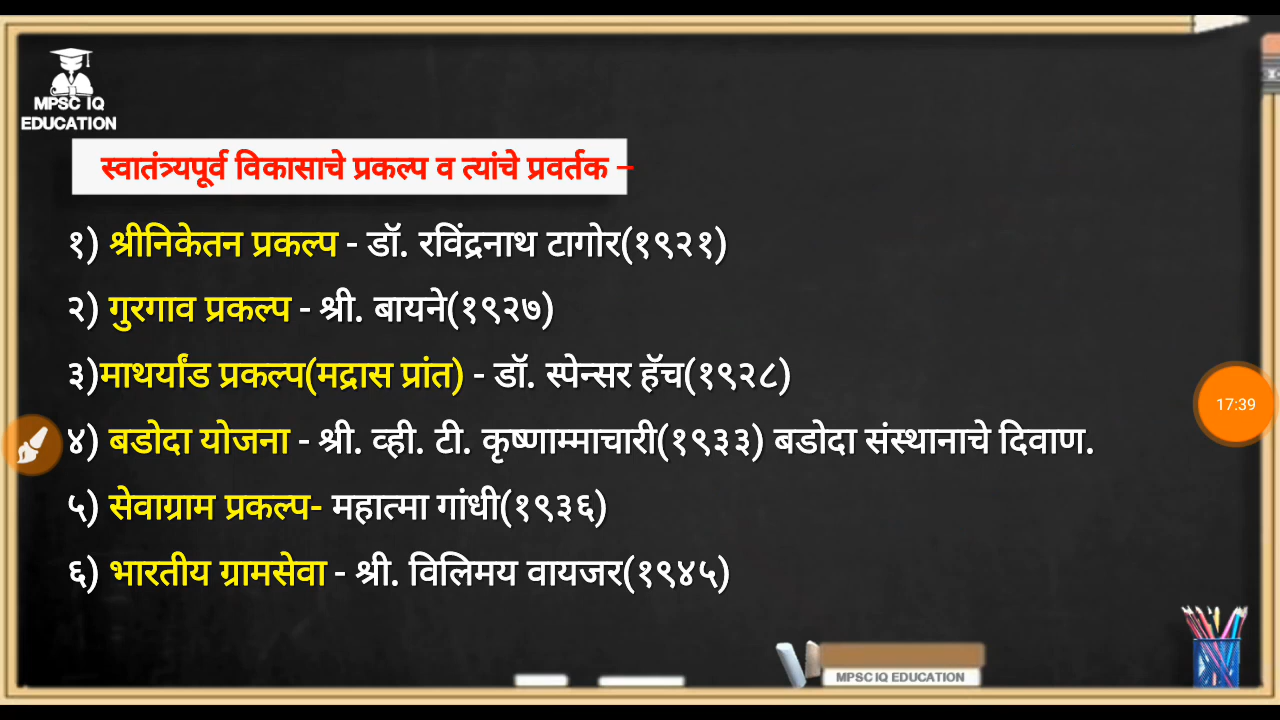 MPSC IQ
EDUCATION
स्वातंत्र्यपूर्व विकासाचे प्रकल्प व त्यांचे प्रवर्तक –
१) श्रीनिकेतन प्रकल्प - डॉ. रविंद्रनाथ टागोर(१९२१)
२) गुरगाव प्रकल्प - श्री. बायने(१९२७)
३)माथर्यांड प्रकल्प(मद्रास प्रांत) - डॉ. स्पेन्सर हॅच(१९२८)
17:39
४) बडोदा योजना - श्री. व्ही. टी. कृष्णाम्माचारी(१९३३) बडोदा संस्थानाचे दिवाण.
५) सेवाग्राम प्रकल्प- महात्मा गांधी(१९३६)
६) भारतीय ग्रामसेवा - श्री. विलिमय वायजर(१९४५)
MPSC IQ EDUCATION